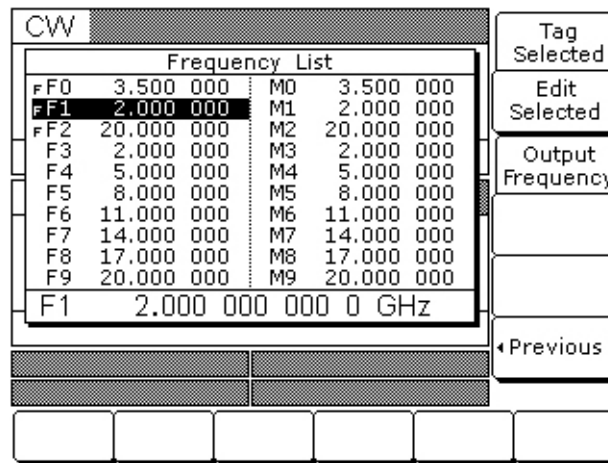 CW
Frequency List
F F0 3.500 000 M0 3.500 000
F F1 2.000 000 M1 2.000 000
F F2 20.000 000 M2 20.000 000
F3 2.000 000 M3 2.000 000
F4 5.000 000 M4 5.000 000
F5 8.000 000 M5 8.000 000
F6 11.000 000 M6 11.000 000
F7 14.000 000 M7 14.000 000
F8 17.000 000 M8 17.000 000
F9 20.000 000 M9 20.000 000
F1 2.000 000 000 0 GHz
Tag
Selected
Edit
Selected
Output
Frequency
Previous